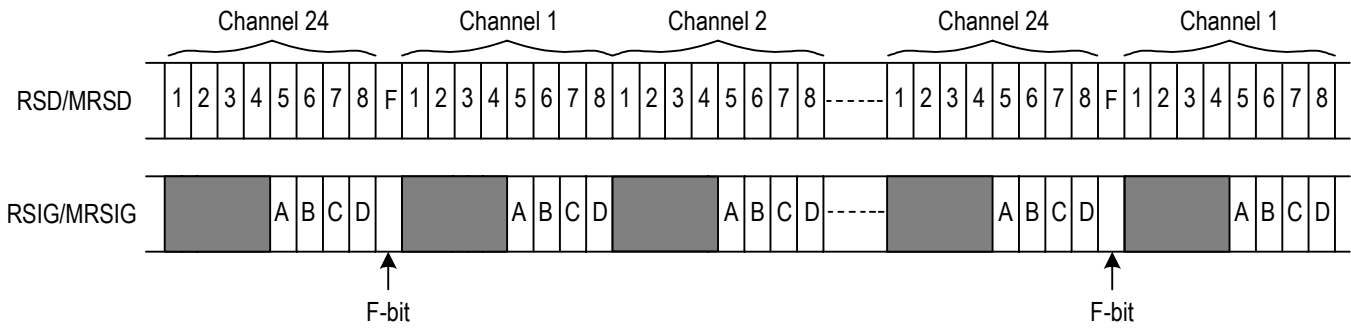 Channel 24 Channel 1 Channel 2 Channel 24 Channel 1
RSD/MRSD 1 2 3 4 5 6 7 8 F 1 2 3 4 5 6 7 8 1 2 3 4 5 6 7 8 1 2 3 4 5 6 7 8 F 1 2 3 4 5 6 7 8
RSIG/MRSIG A B C D A B C D A B C D A B C D A B C D
F-bit F-bit